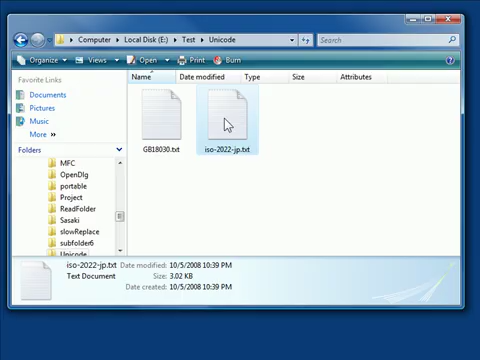 Computer ▸ Local Disk (E:) ▸ Test ▸ Unicode
Search
Organize Views Open Print Burn
Favorite Links
Documents
Pictures
Music
More »
Folders
MFC
OpenDlg
portable
Project
ReadFolder
Sasaki
slowReplace
subfolder6
Unicode
Name Date modified Type Size Attributes
GB18030.txt iso-2022-jp.txt
iso-2022-jp.txt Date modified: 10/5/2008 10:39 PM
Text Document Size: 3.02 KB
Date created: 10/5/2008 10:39 PM